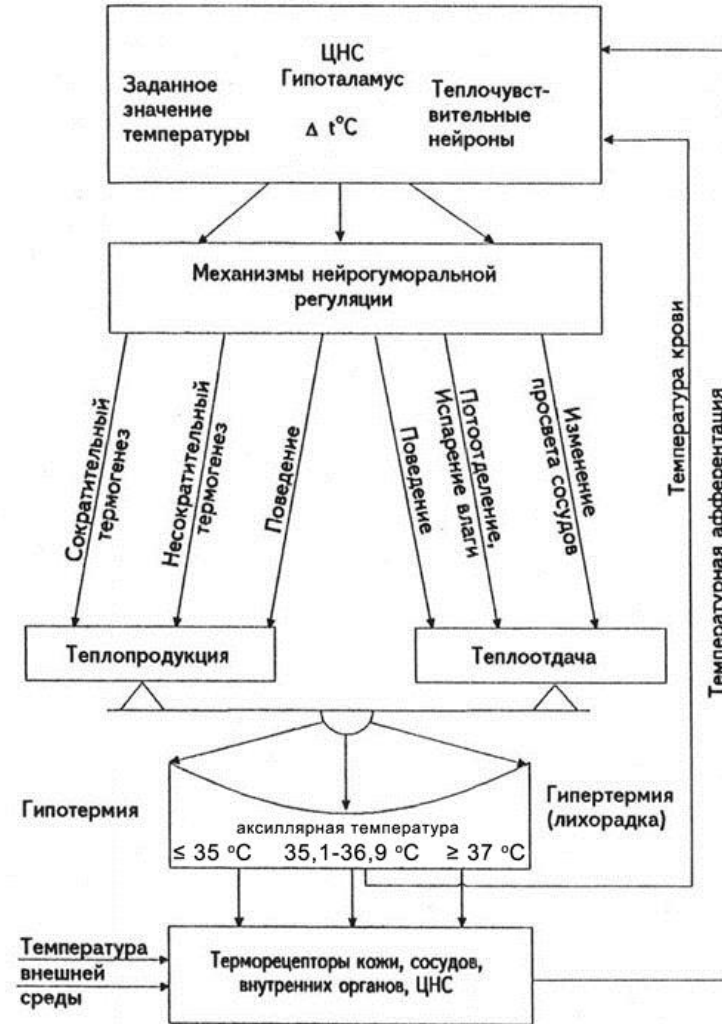 ЦНС
Гипоталамус
Заданное
значение
температуры
Δ t°C
Теплочувст-
вительные
нейроны
Механизмы нейрогуморальной
регуляции
Сократительный
термогенез
Несократительный
термогенез
Поведение
Поведение
Потоотделение,
Испарение влаги
Изменение
просвета сосудов
Температура крови
Температурная афферентация
Теплопродукция
Теплоотдача
Гипотермия
Гипертермия
(лихорадка)
аксиллярная температура
≤ 35 °C 35,1-36,9 °C ≥ 37 °C
Температура
внешней
среды
Терморецепторы кожи, сосудов,
внутренних органов, ЦНС